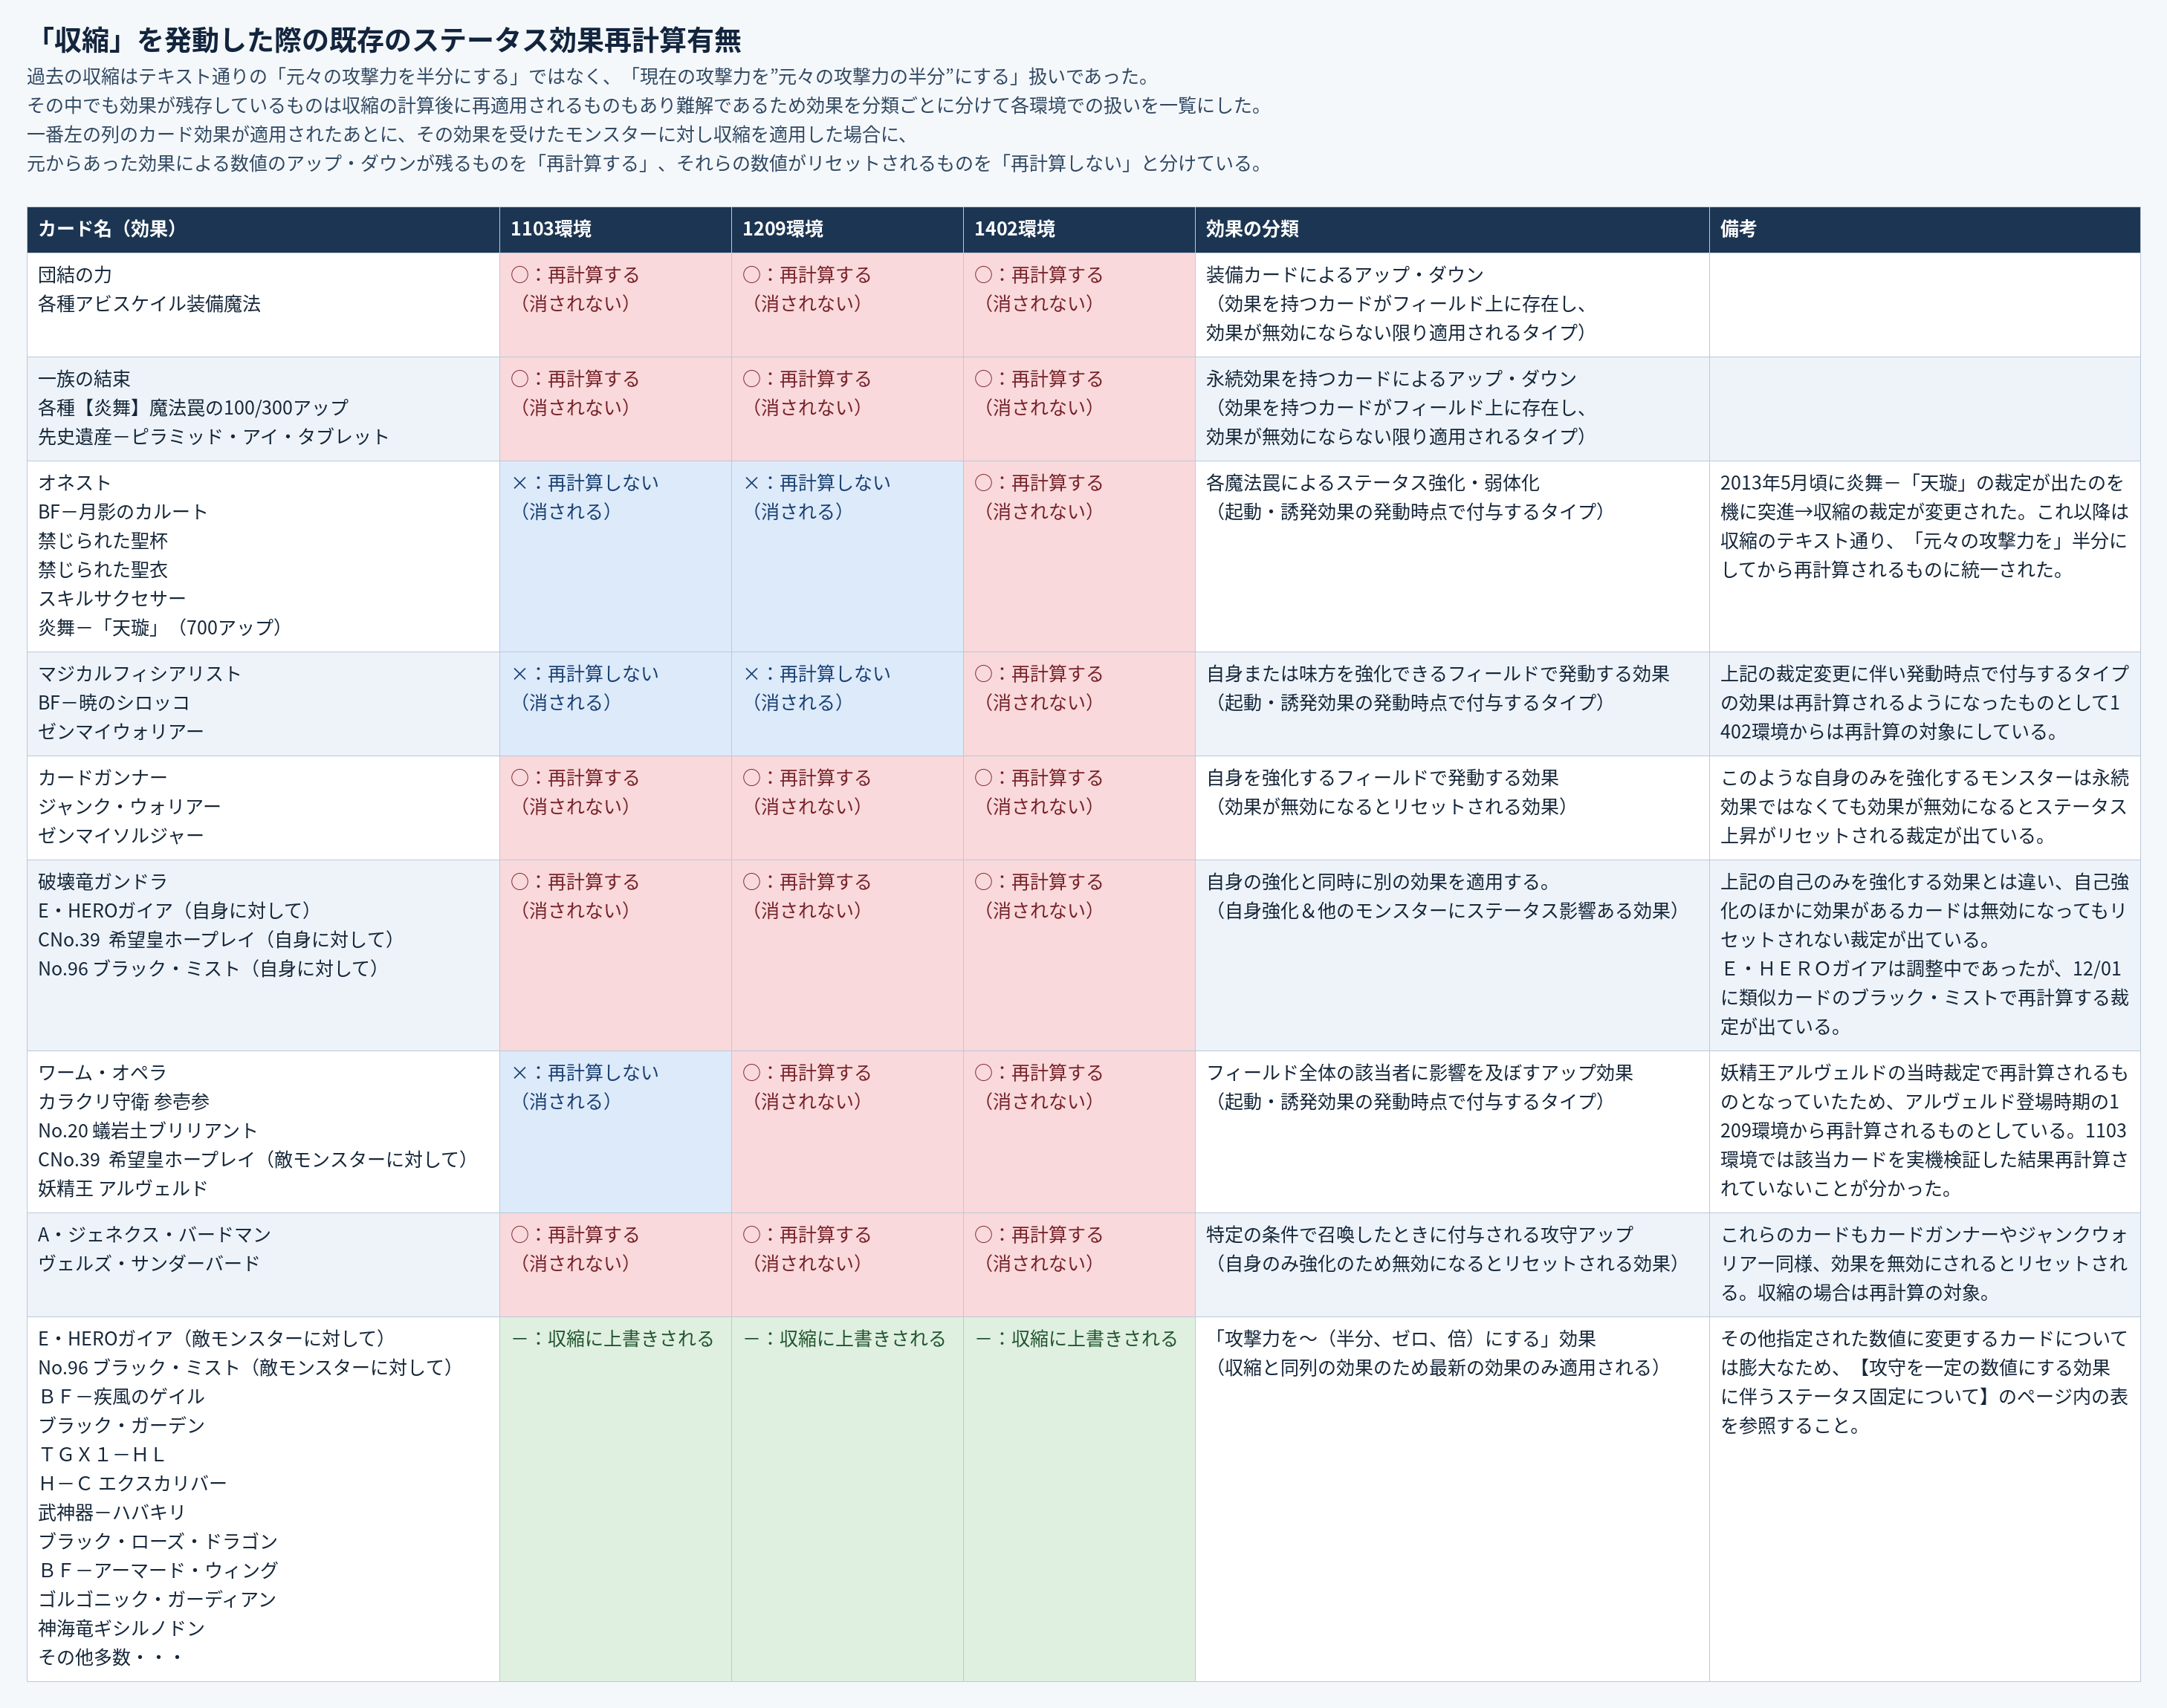 「収縮」を発動した際の既存のステータス効果再計算有無
過去の収縮はテキスト通りの「元々の攻撃力を半分にする」ではなく、「現在の攻撃力を”元々の攻撃力の半分”にする」扱いであった。
その中でも効果が残存しているものは収縮の計算後に再適用されるものもあり難解であるため効果を分類ごとに分けて各環境での扱いを一覧にした。
一番左の列のカード効果が適用されたあとに、その効果を受けたモンスターに対し収縮を適用した場合に、
元からあった効果による数値のアップ・ダウンが残るものを「再計算する」、それらの数値がリセットされるものを「再計算しない」と分けている。
カード名（効果）
1103環境
1209環境
1402環境
効果の分類
備考
団結の力
各種アビスケイル装備魔法
〇：再計算する
（消されない）
〇：再計算する
（消されない）
〇：再計算する
（消されない）
装備カードによるアップ・ダウン
（効果を持つカードがフィールド上に存在し、
効果が無効にならない限り適用されるタイプ）
一族の結束
各種【炎舞】魔法罠の100/300アップ
先史遺産－ピラミッド・アイ・タブレット
〇：再計算する
（消されない）
〇：再計算する
（消されない）
〇：再計算する
（消されない）
永続効果を持つカードによるアップ・ダウン
（効果を持つカードがフィールド上に存在し、
効果が無効にならない限り適用されるタイプ）
オネスト
BF－月影のカルート
禁じられた聖杯
禁じられた聖衣
スキルサクセサー
炎舞－「天璇」（700アップ）
×：再計算しない
（消される）
×：再計算しない
（消される）
〇：再計算する
（消されない）
各魔法罠によるステータス強化・弱体化
（起動・誘発効果の発動時点で付与するタイプ）
2013年5月頃に炎舞－「天璇」の裁定が出たのを
機に突進→収縮の裁定が変更された。これ以降は
収縮のテキスト通り、「元々の攻撃力を」半分に
してから再計算されるものに統一された。
マジカルフィシアリスト
BF－暁のシロッコ
ゼンマイウォリアー
×：再計算しない
（消される）
×：再計算しない
（消される）
〇：再計算する
（消されない）
自身または味方を強化できるフィールドで発動する効果
（起動・誘発効果の発動時点で付与するタイプ）
上記の裁定変更に伴い発動時点で付与するタイプ
の効果は再計算されるようになったものとして1
402環境からは再計算の対象にしている。
カードガンナー
ジャンク・ウォリアー
ゼンマイソルジャー
〇：再計算する
（消されない）
〇：再計算する
（消されない）
〇：再計算する
（消されない）
自身を強化するフィールドで発動する効果
（効果が無効になるとリセットされる効果）
このような自身のみを強化するモンスターは永続
効果ではなくても効果が無効になるとステータス
上昇がリセットされる裁定が出ている。
破壊竜ガンドラ
E・HEROガイア（自身に対して）
CNo.39 希望皇ホープレイ（自身に対して）
No.96 ブラック・ミスト（自身に対して）
〇：再計算する
（消されない）
〇：再計算する
（消されない）
〇：再計算する
（消されない）
自身の強化と同時に別の効果を適用する。
（自身強化＆他のモンスターにステータス影響ある効果）
上記の自己のみを強化する効果とは違い、自己強
化のほかに効果があるカードは無効になってもリ
セットされない裁定が出ている。
Ｅ・ＨＥＲＯガイアは調整中であったが、12/01
に類似カードのブラック・ミストで再計算する裁
定が出ている。
ワーム・オペラ
カラクリ守衛 参壱参
No.20 蟻岩土ブリリアント
CNo.39 希望皇ホープレイ（敵モンスターに対して）
妖精王 アルヴェルド
×：再計算しない
（消される）
〇：再計算する
（消されない）
〇：再計算する
（消されない）
フィールド全体の該当者に影響を及ぼすアップ効果
（起動・誘発効果の発動時点で付与するタイプ）
妖精王アルヴェルドの当時裁定で再計算されるも
のとなっていたため、アルヴェルド登場時期の1
209環境から再計算されるものとしている。1103
環境では該当カードを実機検証した結果再計算さ
れていないことが分かった。
A・ジェネクス・バードマン
ヴェルズ・サンダーバード
〇：再計算する
（消されない）
〇：再計算する
（消されない）
〇：再計算する
（消されない）
特定の条件で召喚したときに付与される攻守アップ
（自身のみ強化のため無効になるとリセットされる効果）
これらのカードもカードガンナーやジャンクウォ
リアー同様、効果を無効にされるとリセットされ
る。収縮の場合は再計算の対象。
E・HEROガイア（敵モンスターに対して）
No.96 ブラック・ミスト（敵モンスターに対して）
ＢＦ－疾風のゲイル
ブラック・ガーデン
ＴＧＸ１－ＨＬ
Ｈ－Ｃ エクスカリバー
武神器－ハバキリ
ブラック・ローズ・ドラゴン
ＢＦ－アーマード・ウィング
ゴルゴニック・ガーディアン
神海竜ギシルノドン
その他多数・・・
－：収縮に上書きされる
－：収縮に上書きされる
－：収縮に上書きされる
「攻撃力を～（半分、ゼロ、倍）にする」効果
（収縮と同列の効果のため最新の効果のみ適用される）
その他指定された数値に変更するカードについて
は膨大なため、【攻守を一定の数値にする効果
に伴うステータス固定について】のページ内の表
を参照すること。